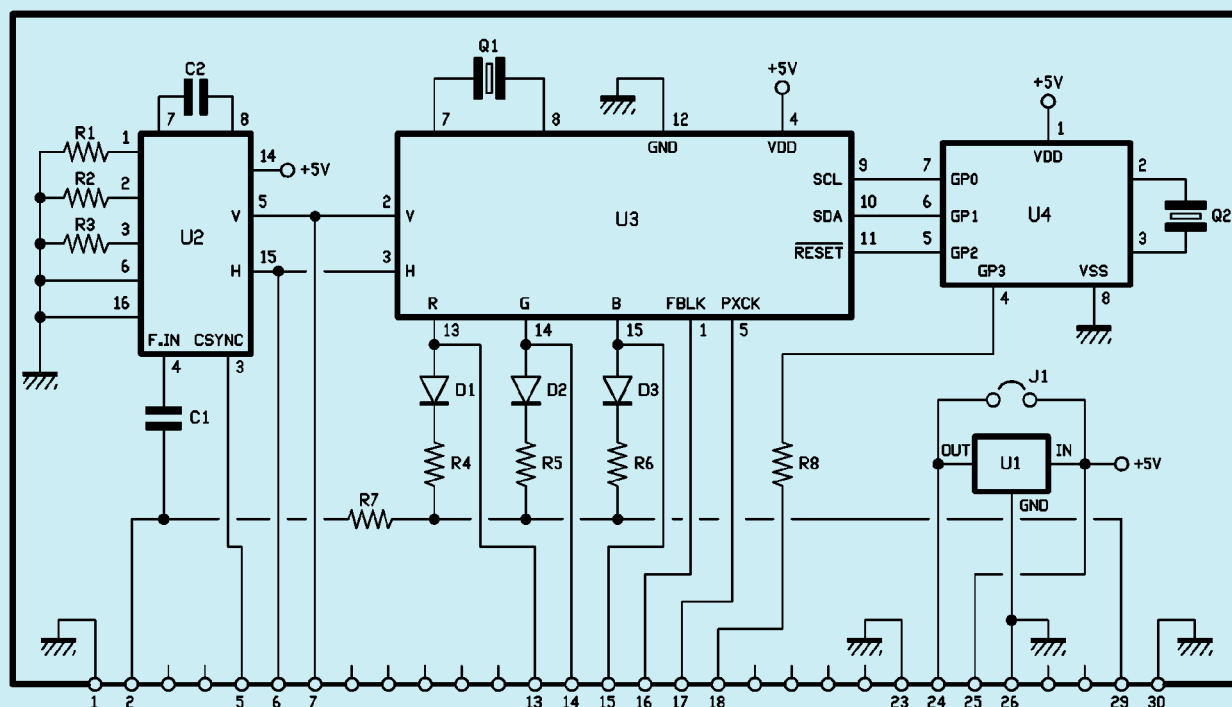 Q1
C2
+5V
+5V
7
8
7
8
12
4
1
GND
VDD
VDD
R1
1
14
+5V
R2
2
R3
3
V
5
2
V
U2
U3
SCL
9
7
GP0
2
SDA
10
6
GP1
U4
Q2
RESET
11
5
GP2
3
H
15
3
H
6
16
GP3
VSS
4
8
R
G
B
FBLK
PXCK
13
14
15
1
5
F.IN
CSYNC
4
3
C1
D1
D2
D3
J1
R4
R5
R6
R8
OUT
U1
IN
+5V
GND
R7
1
2
5
6
7
13
14
15
16
17
18
23
24
25
26
29
30